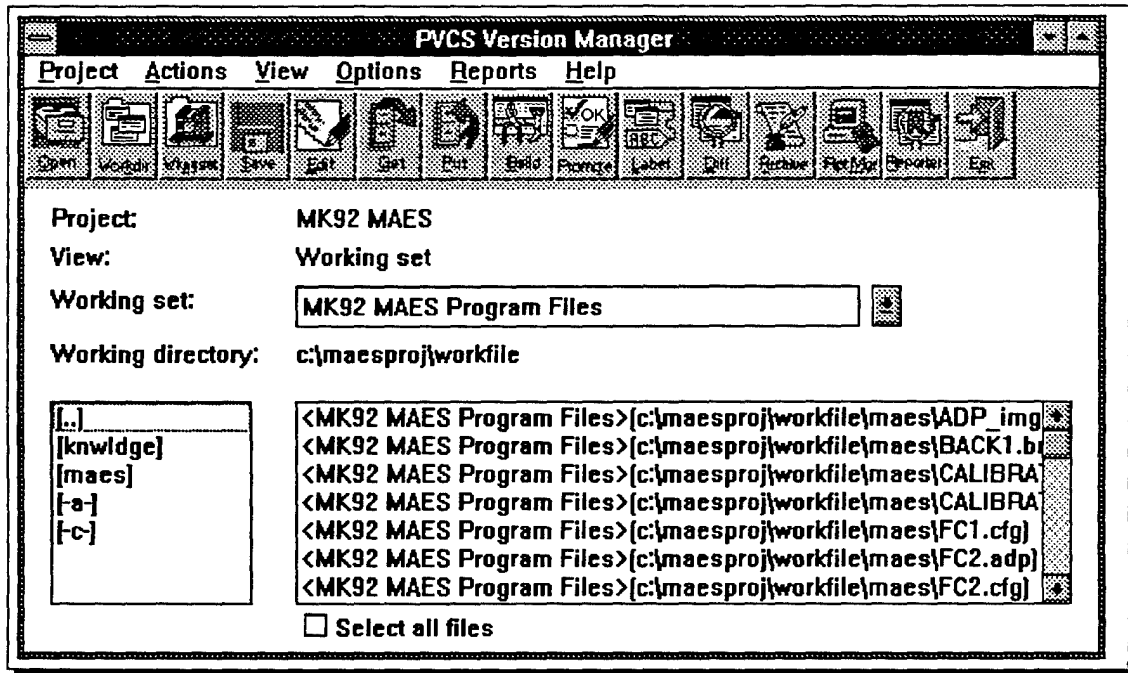 PVCS Version Manager
Project Actions View Options Reports Help
Open Workdir Wkgset Save Edit Get Put Build Promote Label Diff Archive Reporter Exit
Project: MK92 MAES
View: Working set
Working set: MK92 MAES Program Files
Working directory: c:\maesproj\workfile
[..]
[knwldge]
[maes]
[-a-]
[-c-]
<MK92 MAES Program Files>(c:\maesproj\workfile\maes\ADP_img
<MK92 MAES Program Files>(c:\maesproj\workfile\maes\BACK1.b
<MK92 MAES Program Files>(c:\maesproj\workfile\maes\CALIBRA
<MK92 MAES Program Files>(c:\maesproj\workfile\maes\CALIBRA
<MK92 MAES Program Files>(c:\maesproj\workfile\maes\FC1.cfg)
<MK92 MAES Program Files>(c:\maesproj\workfile\maes\FC2.adp)
<MK92 MAES Program Files>(c:\maesproj\workfile\maes\FC2.cfg)
Select all files